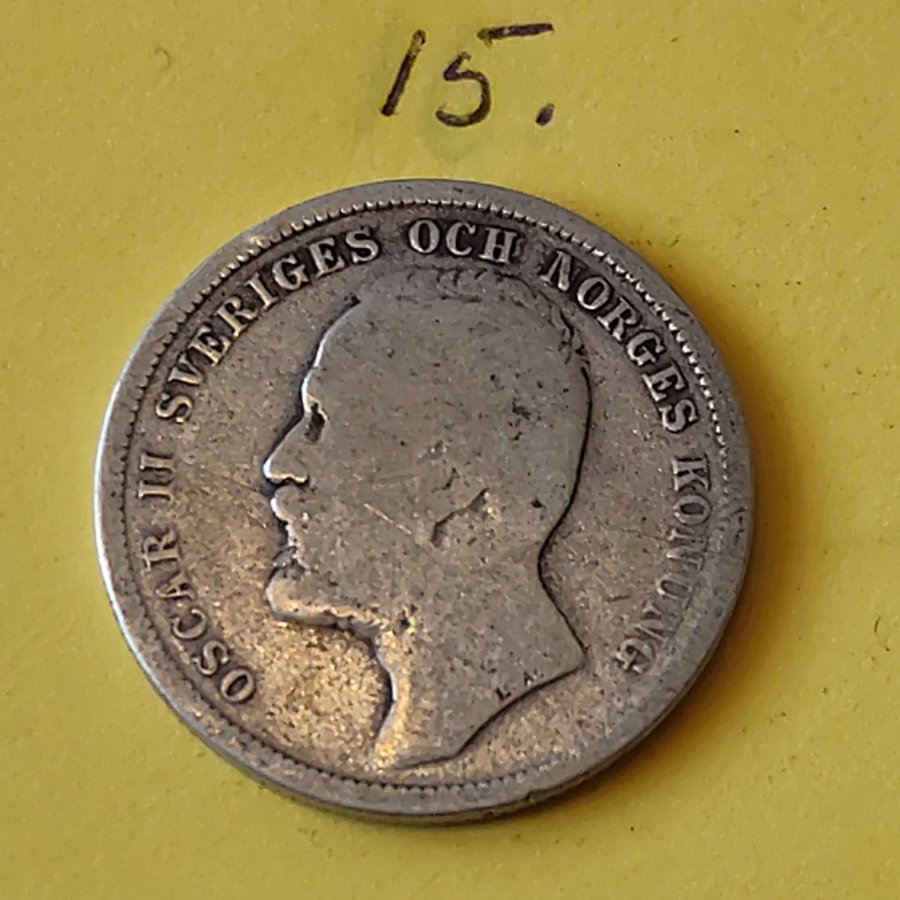 15.
OSCAR II SVERIGES OCH NORGES KONUNG
L. A.